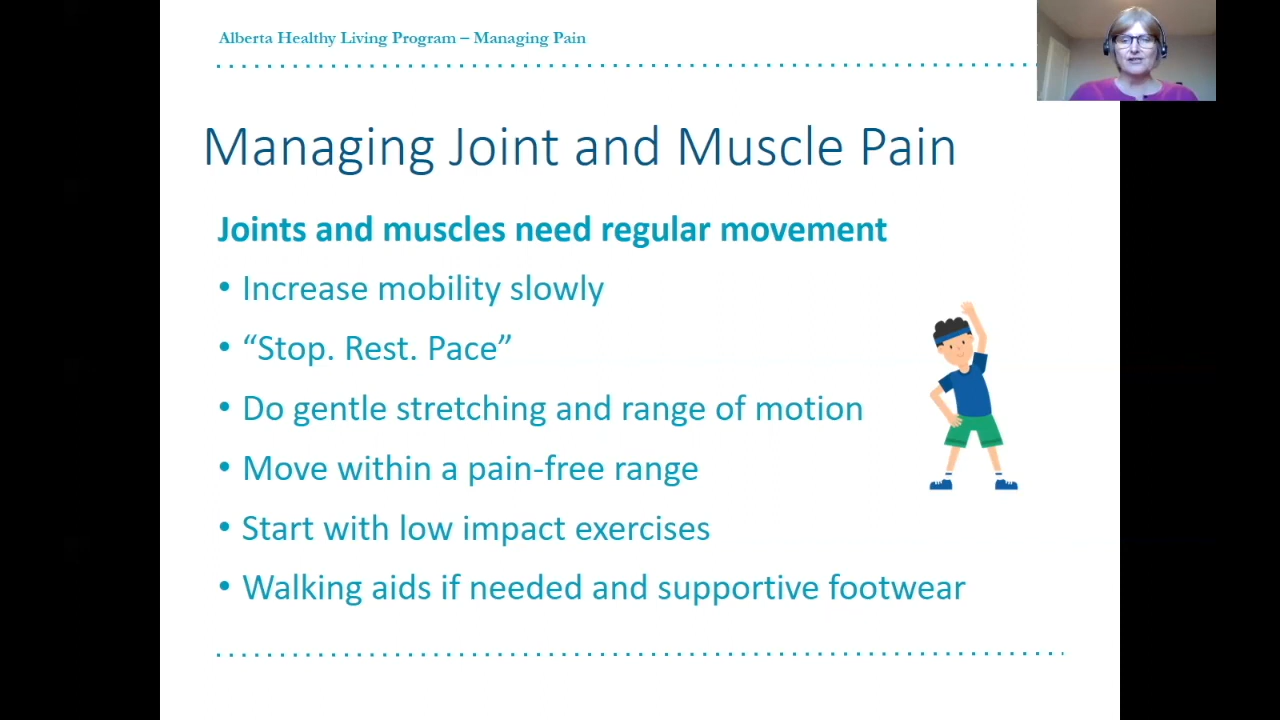 Alberta Healthy Living Program – Managing Pain
Managing Joint and Muscle Pain
Joints and muscles need regular movement
• Increase mobility slowly
• “Stop. Rest. Pace”
• Do gentle stretching and range of motion
• Move within a pain-free range
• Start with low impact exercises
• Walking aids if needed and supportive footwear